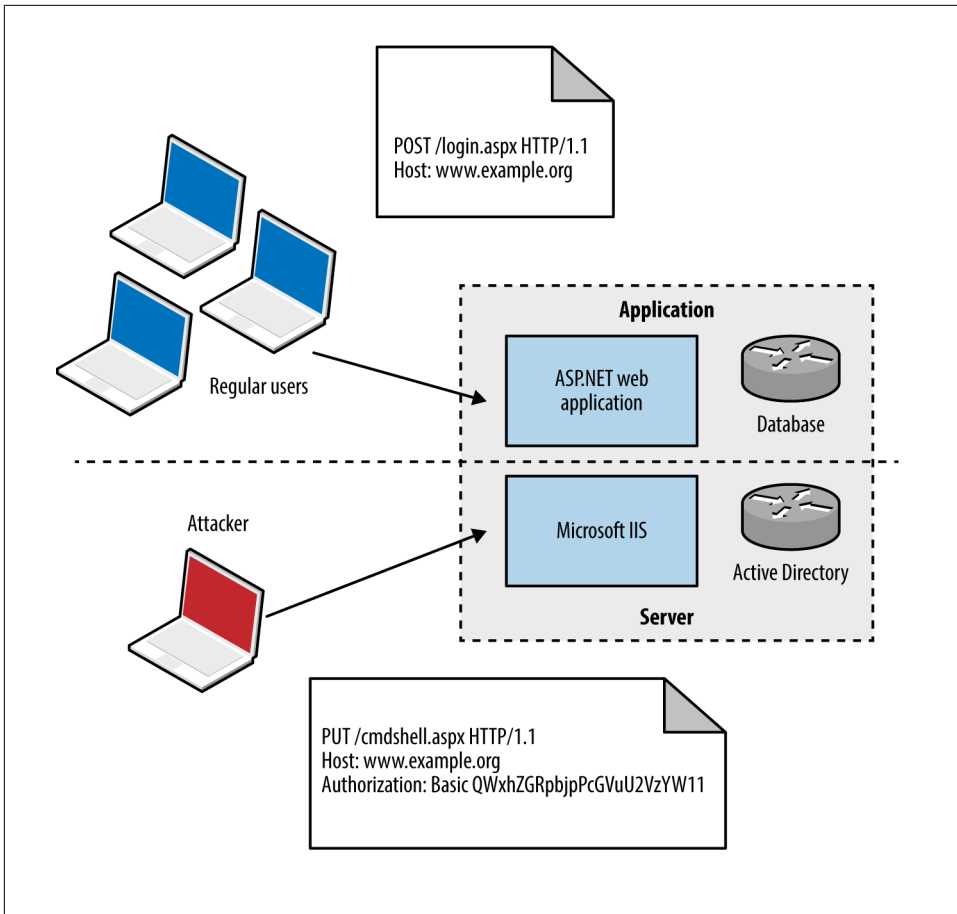 POST /login.aspx HTTP/1.1
Host: www.example.org
Regular users
Application
ASP.NET web
application
Database
Attacker
Microsoft IIS
Active Directory
Server
PUT /cmdshell.aspx HTTP/1.1
Host: www.example.org
Authorization: Basic QWxhZGRpbjpPcGVuU2VzYW11